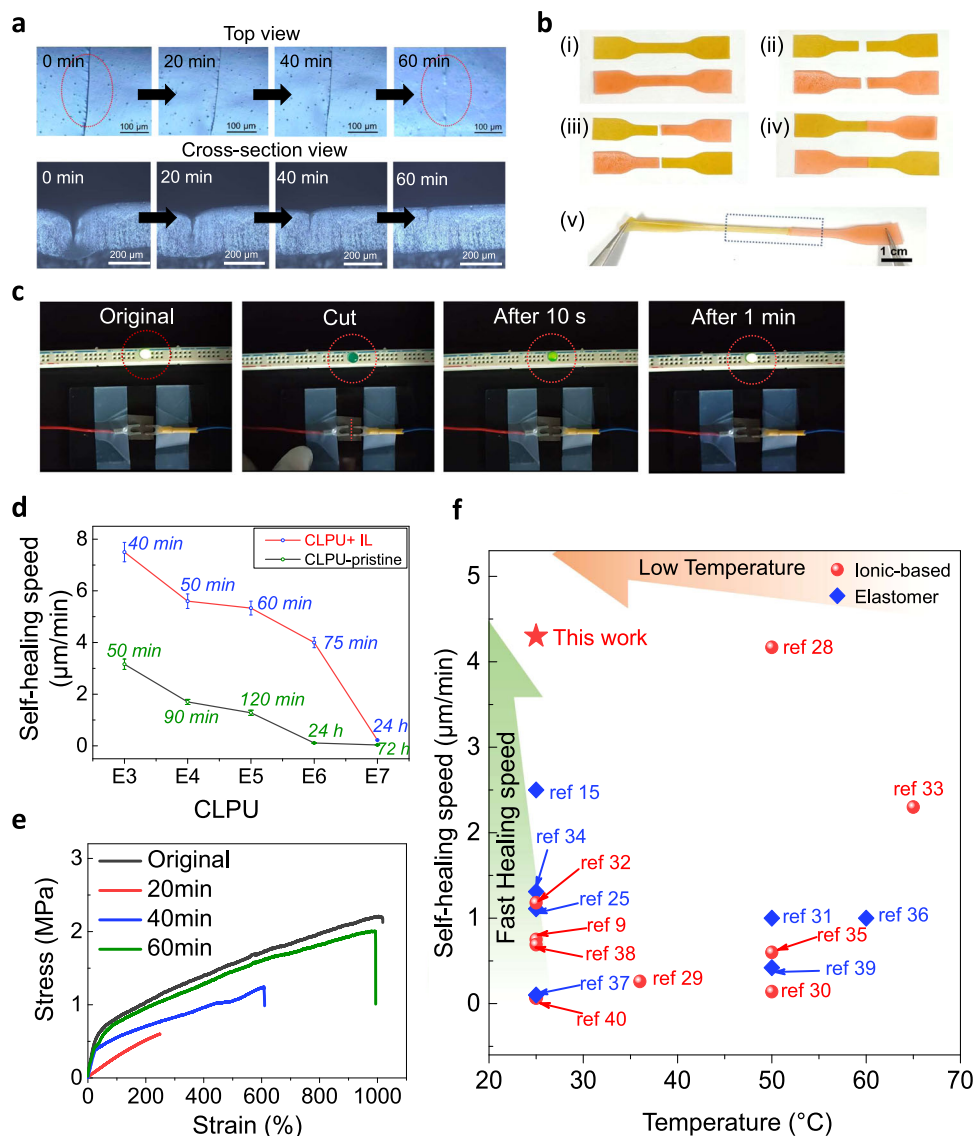 a
Top view
0 min
20 min
40 min
60 min
100 µm
100 µm
100 µm
100 µm
Cross-section view
0 min
20 min
40 min
60 min
200 µm
200 µm
200 µm
200 µm
b
(i)
(ii)
(iii)
(iv)
(v)
1 cm
c
Original
Cut
After 10 s
After 1 min
d
Self-healing speed
(µm/min)
8
6
4
2
0
CLPU+ IL
CLPU-pristine
40 min
50 min
60 min
75 min
24 h
50 min
90 min
120 min
24 h
72 h
E3
E4
E5
E6
E7
CLPU
e
Stress (MPa)
3
2
1
0
Original
20min
40min
60min
0
200
400
600
800
1000
Strain (%)
f
Self-healing speed (µm/min)
5
4
3
2
1
0
Low Temperature
Fast Healing speed
Ionic-based
Elastomer
This work
ref 28
ref 33
ref 15
ref 34
ref 32
ref 25
ref 9
ref 38
ref 37
ref 40
ref 29
ref 31
ref 36
ref 35
ref 39
ref 30
20
30
40
50
60
70
Temperature (°C)